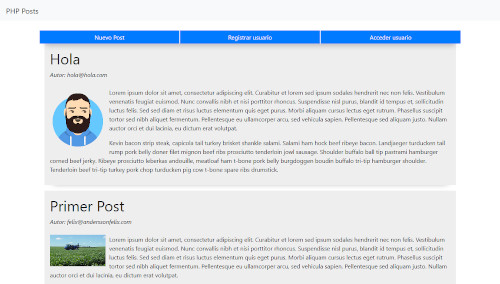 PHP Posts
Nuevo Post
Registrar usuario
Acceder usuario
Hola
Autor: hola@hola.com
Lorem ipsum dolor sit amet, consectetur adipiscing elit. Curabitur et lorem sed ipsum sodales hendrerit nec non felis. Vestibulum
venenatis feugiat euismod. Nunc convallis nibh et nisi porttitor rhoncus. Suspendisse nisl purus, blandit id tempus et, sollicitudin
luctus felis. Sed sed diam et dui luctus blandit quis quis mauris. Morbi aliquam cursus lectus eget rutrum. Phasellus sollicitudin
tortor sed nibh aliquet fermentum. Pellentesque eu ullamcorper arcu, sed vehicula sapien. Pellentesque sed aliquam justo. Nullam
auctor orci et dui lacinia, eu dictum erat volutpat.
Kevin bacon strip steak, capicola tail turkey brisket shankle salami. Salami ham hock beef ribeye bacon. Landjaeger turducken tail
rump pork belly doner filet mignon beef ribs prosciutto tenderloin jowl sausage. Shoulder buffalo ball tip pastrami hamburger
corned beef jerky. Ribeye prosciutto leberkas andouille, meatloaf ham t-bone pork belly burgdoggen boudin buffalo tri-tip hamburger shoulder.
Tenderloin beef tri-tip turkey pork chop turducken pig cow t-bone spare ribs drumstick.
Primer Post
Autor: felix@anderssonfelix.com
Lorem ipsum dolor sit amet, consectetur adipiscing elit. Curabitur et lorem sed ipsum sodales hendrerit nec non felis. Vestibulum
venenatis feugiat euismod. Nunc convallis nibh et nisi porttitor rhoncus. Suspendisse nisl purus, blandit id tempus et, sollicitudin
luctus felis. Sed sed diam et dui luctus blandit quis quis mauris. Morbi aliquam cursus lectus eget rutrum. Phasellus sollicitudin
tortor sed nibh aliquet fermentum. Pellentesque eu ullamcorper arcu, sed vehicula sapien. Pellentesque sed aliquam justo. Nullam
auctor orci et dui lacinia, eu dictum erat volutpat.